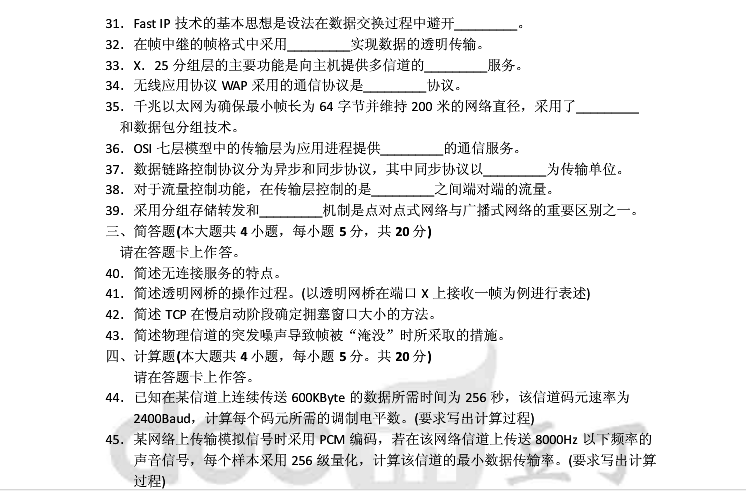 31．Fast IP 技术的基本思想是设法在数据交换过程中避开_________。
32．在帧中继的帧格式中采用_________实现数据的透明传输。
33．X．25 分组层的主要功能是向主机提供多信道的_________服务。
34．无线应用协议 WAP 采用的通信协议是_________协议。
35．千兆以太网为确保最小帧长为 64 字节并维持 200 米的网络直径，采用了_________
和数据包分组技术。
36．OSI 七层模型中的传输层为应用进程提供_________的通信服务。
37．数据链路控制协议分为异步和同步协议，其中同步协议以_________为传输单位。
38．对于流量控制功能，在传输层控制的是_________之间端对端的流量。
39．采用分组存储转发和_________机制是点对点式网络与广播式网络的重要区别之一。
三、简答题(本大题共 4 小题，每小题 5 分，共 20 分)
请在答题卡上作答。
40．简述无连接服务的特点。
41．简述透明网桥的操作过程。(以透明网桥在端口 X 上接收一帧为例进行表述)
42．简述 TCP 在慢启动阶段确定拥塞窗口大小的方法。
43．简述物理信道的突发噪声导致帧被“淹没”时所采取的措施。
四、计算题(本大题共 4 小题，每小题 5 分。共 20 分)
请在答题卡上作答。
44．已知在某信道上连续传送 600KByte 的数据所需时间为 256 秒，该信道码元速率为
2400Baud，计算每个码元所需的调制电平数。(要求写出计算过程)
45．某网络上传输模拟信号时采用 PCM 编码，若在该网络信道上传送 8000Hz 以下频率的
声音信号，每个样本采用 256 级量化，计算该信道的最小数据传输率。(要求写出计算
过程)
豆丁